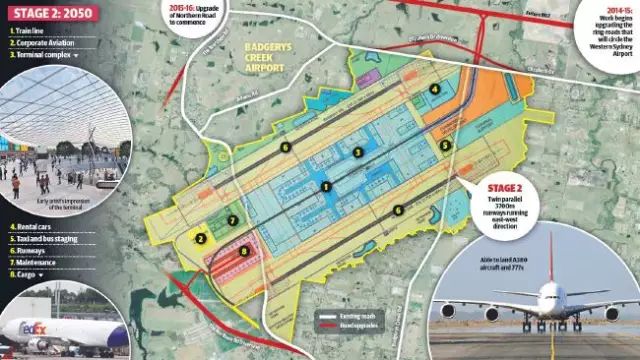 STAGE 2: 2050
1. Train line
2. Corporate Aviation
3. Terminal complex
Early artist's impression
of the terminal
4. Rental cars
5. Taxi and bus staging
6. Runways
7. Maintenance
8. Cargo
FedEx
2015-16: Upgrade
of Northern Road
to commence
BADGERYS
CREEK
AIRPORT
Adams Rd
Elizabeth Dr
2014-15:
Work begins
upgrading the
ring-roads that
will circle the
Western Sydney
Airport
6
3
4
5
1
6
7
2
8
STAGE 2
Twin parallel
3700m
runways running
east-west
direction
Able to land A380
aircraft and 777s
Existing roads
Road upgrades